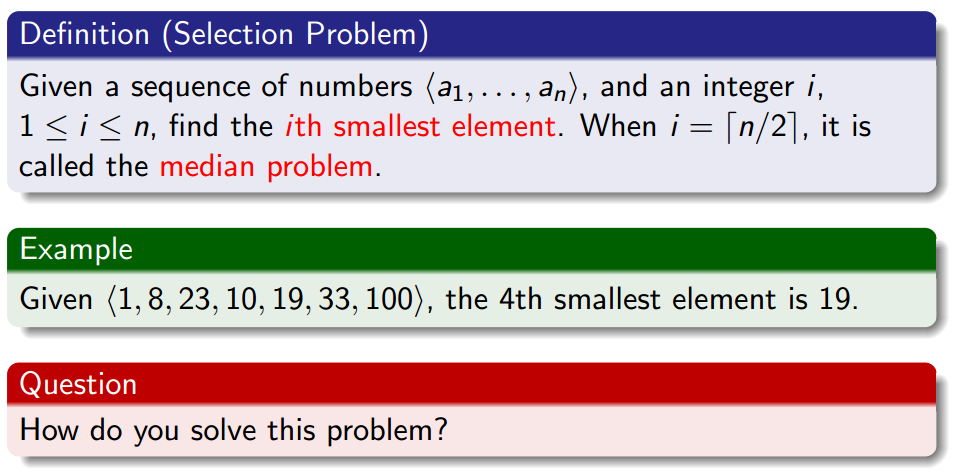 Definition (Selection Problem)
Given a sequence of numbers ⟨a₁, . . . , aₙ⟩, and an integer i,
1 ≤ i ≤ n, find the ith smallest element. When i = ⌈n/2⌉, it is
called the median problem.
Example
Given ⟨1, 8, 23, 10, 19, 33, 100⟩, the 4th smallest element is 19.
Question
How do you solve this problem?